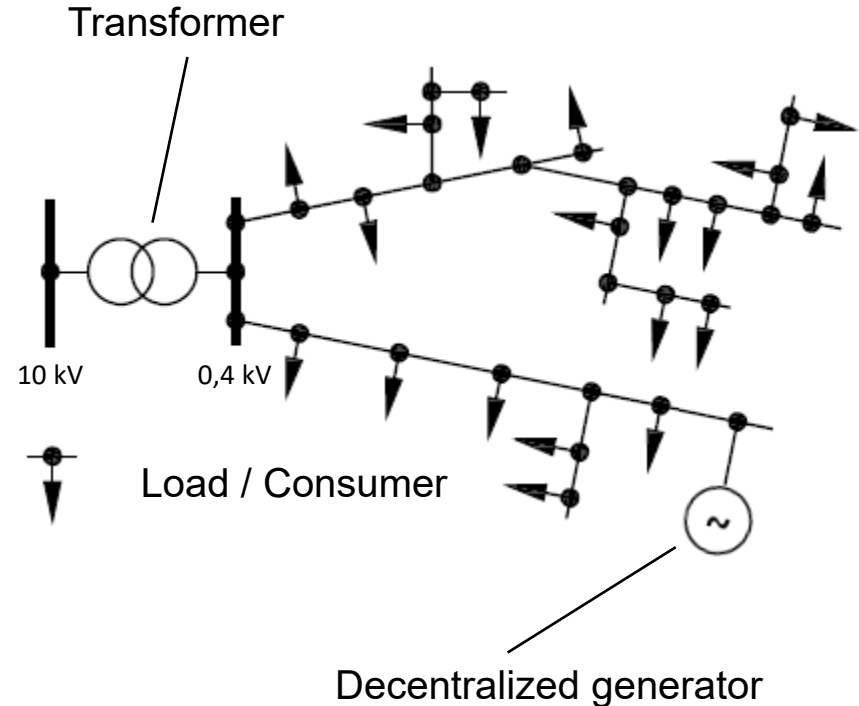 Transformer
10 kV
0,4 kV
Load / Consumer
~
Decentralized generator